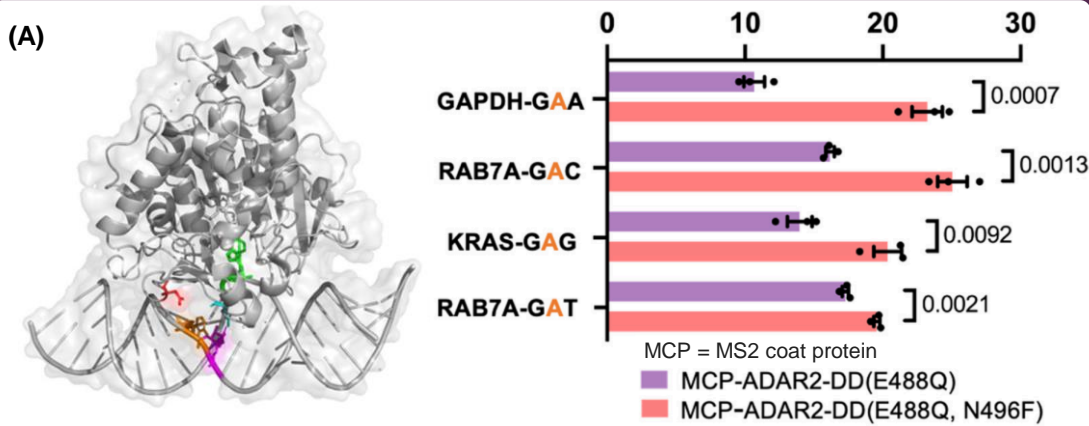 (A)
0 10 20 30
GAPDH-GAA
0.0007
RAB7A-GAC
0.0013
KRAS-GAG
0.0092
RAB7A-GAT
0.0021
MCP = MS2 coat protein
MCP-ADAR2-DD(E488Q)
MCP-ADAR2-DD(E488Q, N496F)